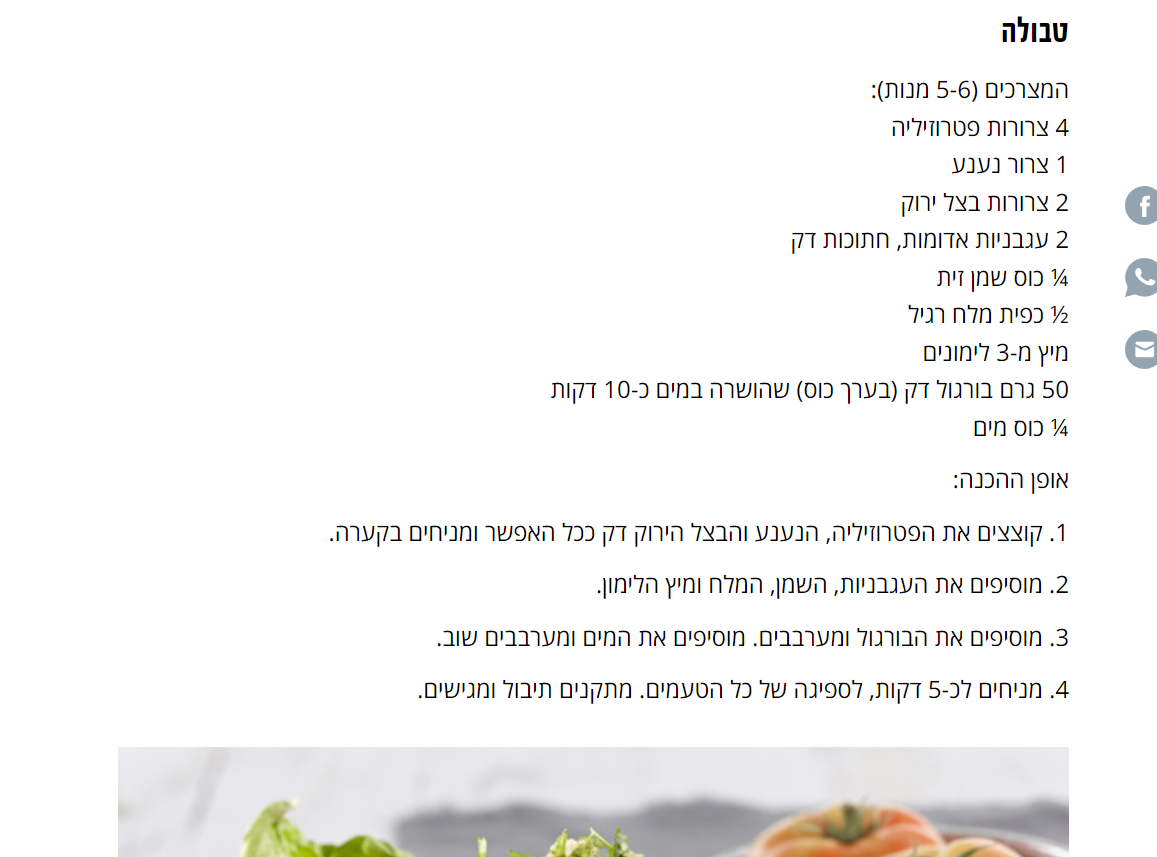 טבולה
המצרכים (5-6 מנות):
4 צרורות פטרוזיליה
1 צרור נענע
2 צרורות בצל ירוק
2 עגבניות אדומות, חתוכות דק
¼ כוס שמן זית
½ כפית מלח רגיל
מיץ מ-3 לימונים
50 גרם בורגול דק (בערך כוס) שהושרה במים כ-10 דקות
¼ כוס מים
אופן ההכנה:
1. קוצצים את הפטרוזיליה, הנענע והבצל הירוק דק ככל האפשר ומניחים בקערה.
2. מוסיפים את העגבניות, השמן, המלח ומיץ הלימון.
3. מוסיפים את הבורגול ומערבבים. מוסיפים את המים ומערבבים שוב.
4. מניחים לכ-5 דקות, לספיגה של כל הטעמים. מתקנים תיבול ומגישים.